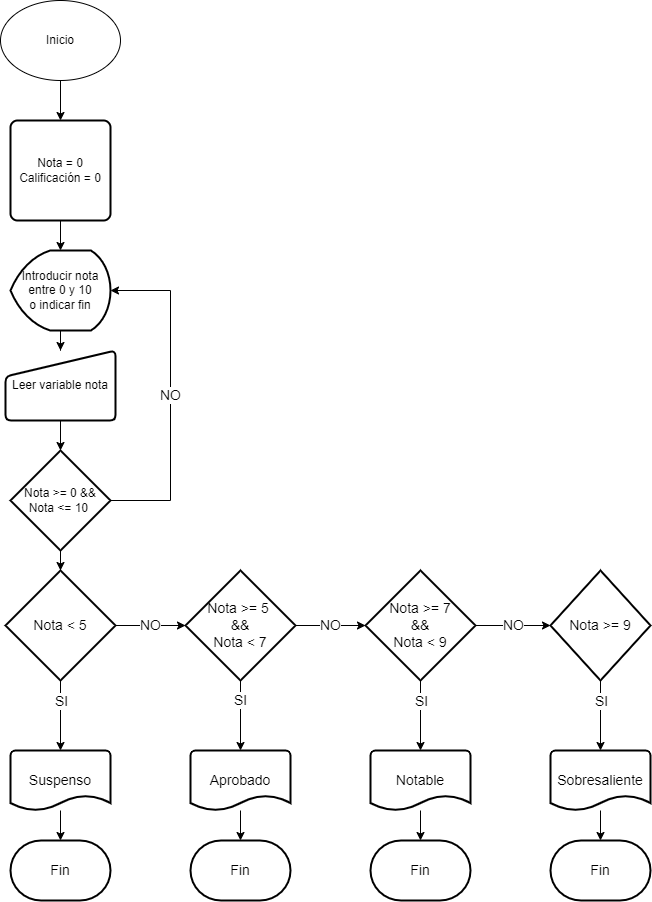 Inicio
Nota = 0
Calificación = 0
Introducir nota
entre 0 y 10
o indicar fin
Leer variable nota
NO
Nota >= 0 &&
Nota <= 10
Nota < 5
NO
Nota >= 5
&&
Nota < 7
NO
Nota >= 7
&&
Nota < 9
NO
Nota >= 9
SI
SI
SI
SI
Suspenso
Aprobado
Notable
Sobresaliente
Fin
Fin
Fin
Fin